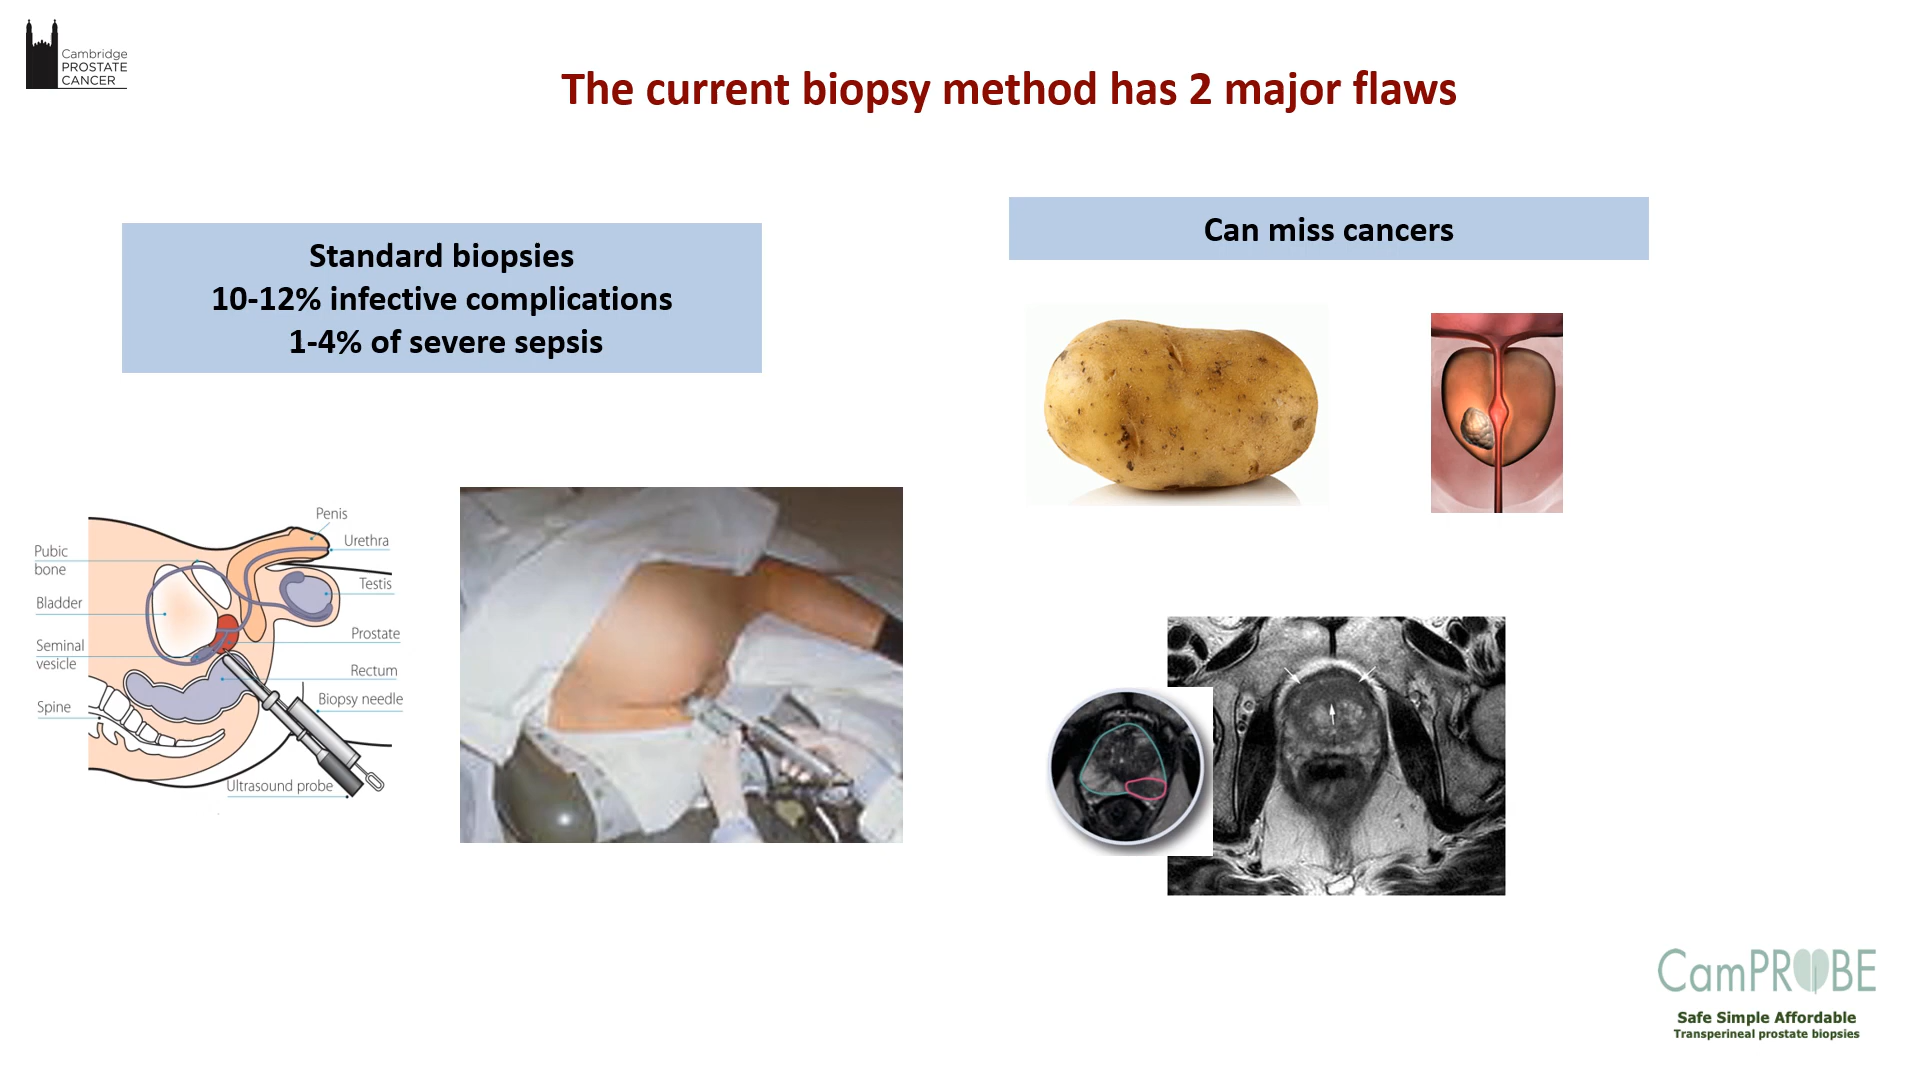 Cambridge
PROSTATE
CANCER
The current biopsy method has 2 major flaws
Standard biopsies
10-12% infective complications
1-4% of severe sepsis
Can miss cancers
Penis
Urethra
Pubic
bone
Testis
Bladder
Prostate
Seminal
vesicle
Rectum
Biopsy needle
Spine
Ultrasound probe
CamPROBE
Safe Simple Affordable
Transperineal prostate biopsies